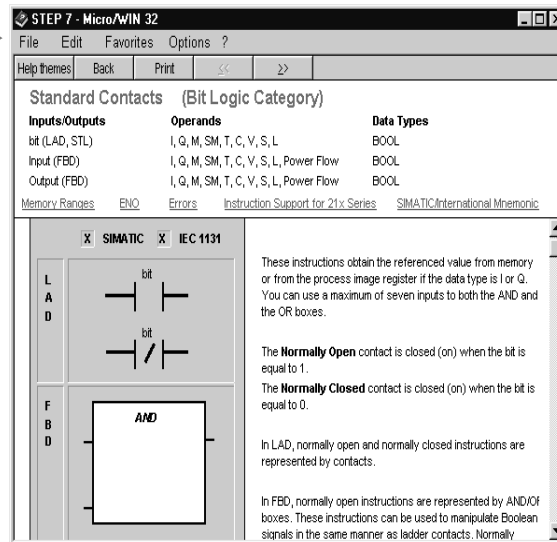 STEP 7 - Micro/WIN 32
File Edit Favorites Options ?
Help themes Back Print << >>
Standard Contacts (Bit Logic Category)
Inputs/Outputs Operands Data Types
bit (LAD, STL) I, Q, M, SM, T, C, V, S, L BOOL
Input (FBD) I, Q, M, SM, T, C, V, S, L, Power Flow BOOL
Output (FBD) I, Q, M, SM, T, C, V, S, L, Power Flow BOOL
Memory Ranges ENO Errors Instruction Support for 21x Series SIMATIC/International Mnemonic
X SIMATIC X IEC 1131
L
A
D
bit
bit
F
B
D
AND
These instructions obtain the referenced value from memory
or from the process image register if the data type is I or Q.
You can use a maximum of seven inputs to both the AND and
the OR boxes.
The Normally Open contact is closed (on) when the bit is
equal to 1.
The Normally Closed contact is closed (on) when the bit is
equal to 0.
In LAD, normally open and normally closed instructions are
represented by contacts.
In FBD, normally open instructions are represented by AND/OR
boxes. These instructions can be used to manipulate Boolean
signals in the same manner as ladder contacts. Normally